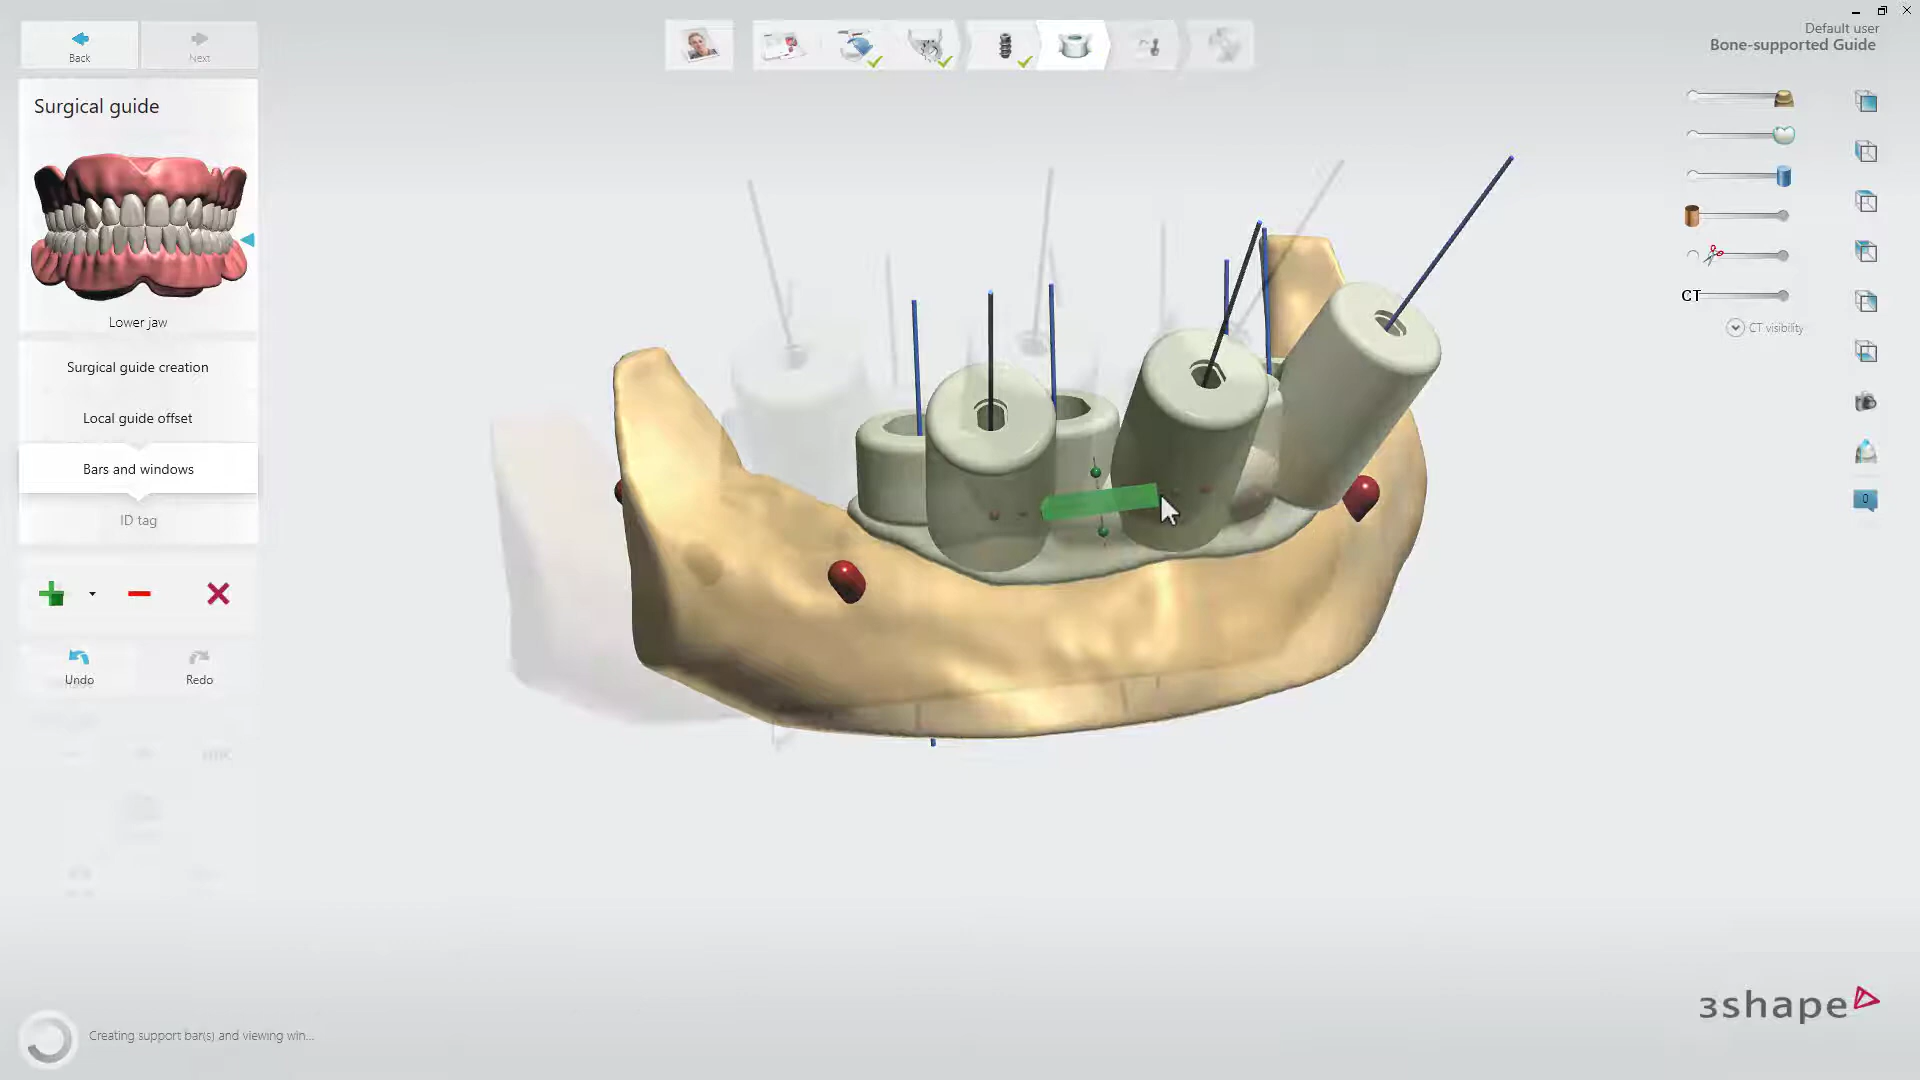 Back
Next
Default user
Bone-supported Guide
Surgical guide
Lower jaw
Surgical guide creation
Local guide offset
Bars and windows
ID tag
Undo
Redo
CT
CT visibility
0
Creating support bar(s) and viewing win...
3shape